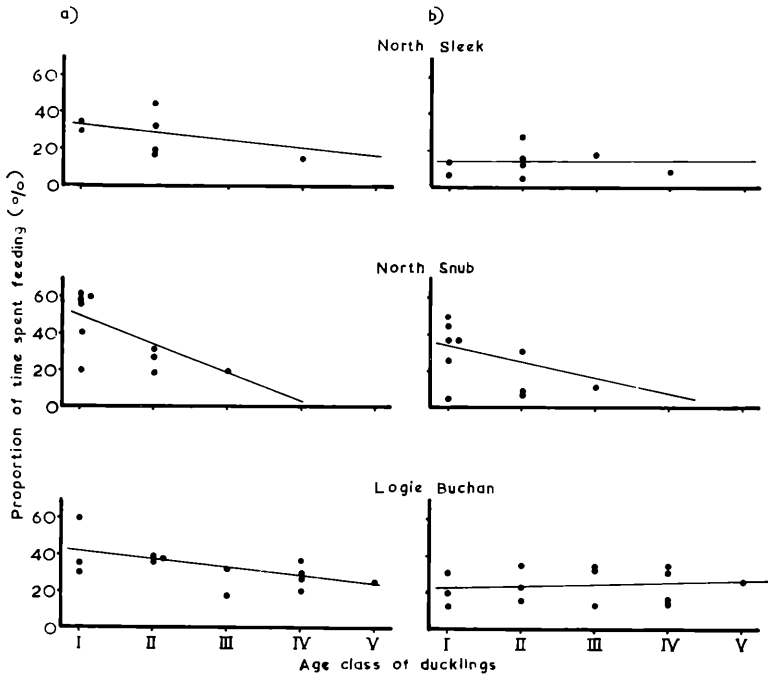 a)
b)
North Sleek
60
40
20
0
North Snub
60
40
20
0
Logie Buchan
60
40
20
0
I II III IV V
I II III IV V
Age class of ducklings
Proportion of time spent feeding (%)